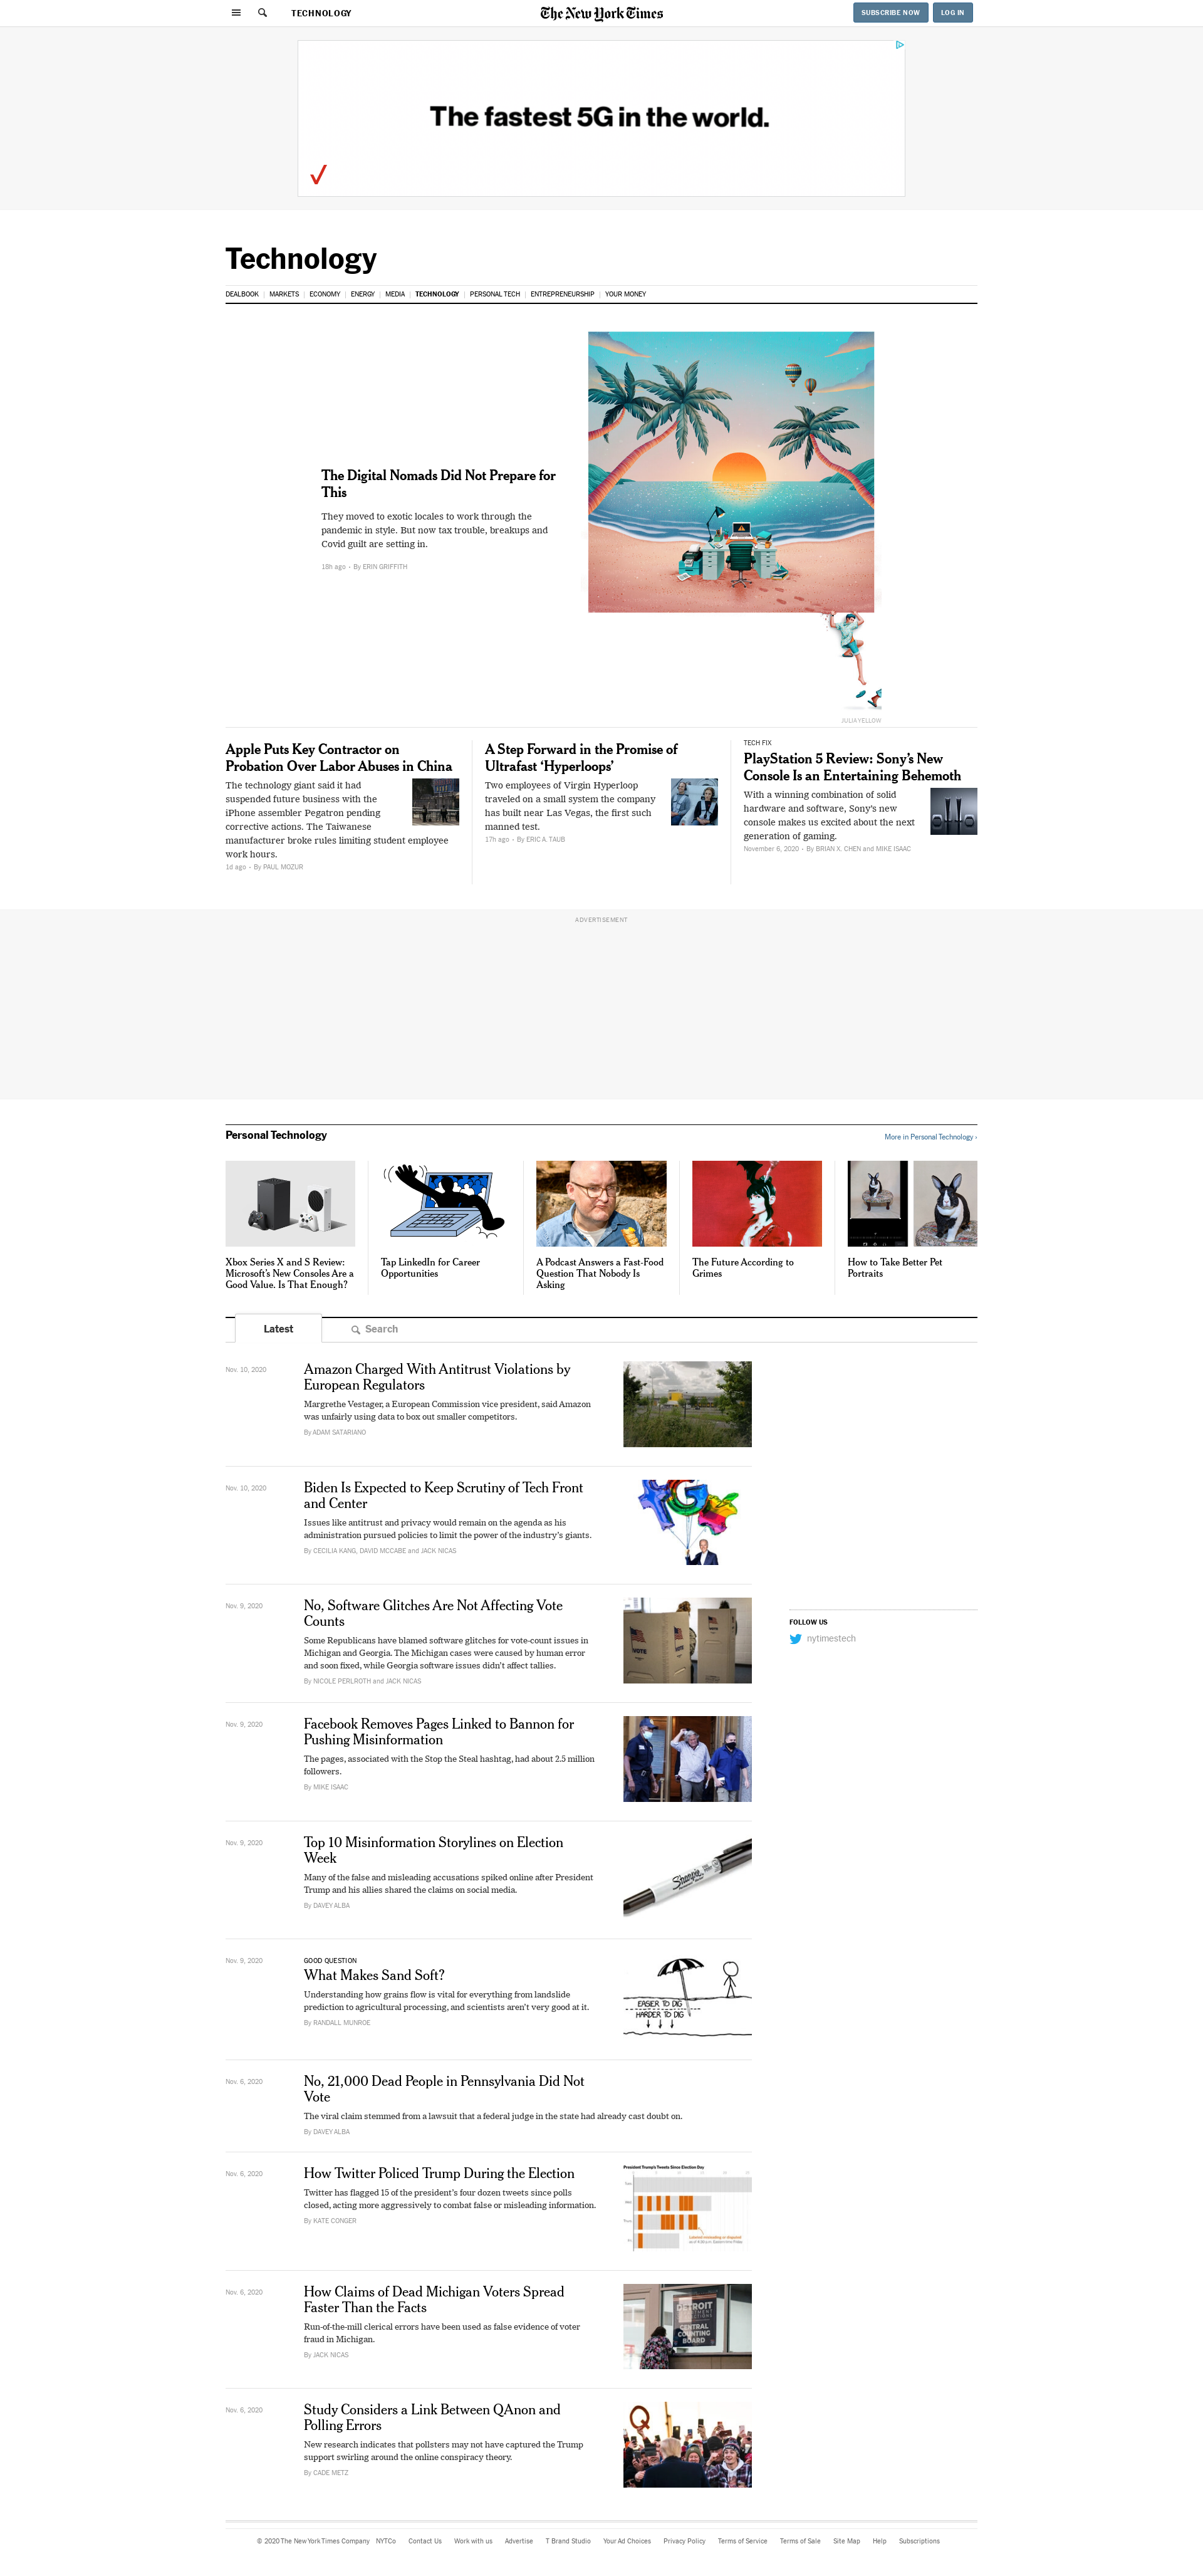 TECHNOLOGY
The New York Times
SUBSCRIBE NOW
LOG IN
The fastest 5G in the world.
Technology
DEALBOOK | MARKETS | ECONOMY | ENERGY | MEDIA | TECHNOLOGY | PERSONAL TECH | ENTREPRENEURSHIP | YOUR MONEY
The Digital Nomads Did Not Prepare for
This
They moved to exotic locales to work through the
pandemic in style. But now tax trouble, breakups and
Covid guilt are setting in.
18h ago • By ERIN GRIFFITH
JULIA YELLOW
Apple Puts Key Contractor on
Probation Over Labor Abuses in China
The technology giant said it had
suspended future business with the
iPhone assembler Pegatron pending
corrective actions. The Taiwanese
manufacturer broke rules limiting student employee
work hours.
1d ago • By PAUL MOZUR
A Step Forward in the Promise of
Ultrafast ‘Hyperloops’
Two employees of Virgin Hyperloop
traveled on a small system the company
has built near Las Vegas, the first such
manned test.
17h ago • By ERIC A. TAUB
TECH FIX
PlayStation 5 Review: Sony’s New
Console Is an Entertaining Behemoth
With a winning combination of solid
hardware and software, Sony’s new
console makes us excited about the next
generation of gaming.
November 6, 2020 • By BRIAN X. CHEN and MIKE ISAAC
ADVERTISEMENT
Personal Technology
More in Personal Technology ›
Xbox Series X and S Review:
Microsoft’s New Consoles Are a
Good Value. Is That Enough?
Tap LinkedIn for Career
Opportunities
A Podcast Answers a Fast-Food
Question That Nobody Is
Asking
The Future According to
Grimes
How to Take Better Pet
Portraits
Latest
Search
Nov. 10, 2020
Amazon Charged With Antitrust Violations by
European Regulators
Margrethe Vestager, a European Commission vice president, said Amazon
was unfairly using data to box out smaller competitors.
By ADAM SATARIANO
Nov. 10, 2020
Biden Is Expected to Keep Scrutiny of Tech Front
and Center
Issues like antitrust and privacy would remain on the agenda as his
administration pursued policies to limit the power of the industry’s giants.
By CECILIA KANG, DAVID MCCABE and JACK NICAS
FOLLOW US
nytimestech
Nov. 9, 2020
No, Software Glitches Are Not Affecting Vote
Counts
Some Republicans have blamed software glitches for vote-count issues in
Michigan and Georgia. The Michigan cases were caused by human error
and soon fixed, while Georgia software issues didn’t affect tallies.
By NICOLE PERLROTH and JACK NICAS
VOTE
VOTE
Nov. 9, 2020
Facebook Removes Pages Linked to Bannon for
Pushing Misinformation
The pages, associated with the Stop the Steal hashtag, had about 2.5 million
followers.
By MIKE ISAAC
Nov. 9, 2020
Top 10 Misinformation Storylines on Election
Week
Many of the false and misleading accusations spiked online after President
Trump and his allies shared the claims on social media.
By DAVEY ALBA
Sharpie
Nov. 9, 2020
GOOD QUESTION
What Makes Sand Soft?
Understanding how grains flow is vital for everything from landslide
prediction to agricultural processing, and scientists aren’t very good at it.
By RANDALL MUNROE
EASIER TO DIG
HARDER TO DIG
Nov. 6, 2020
No, 21,000 Dead People in Pennsylvania Did Not
Vote
The viral claim stemmed from a lawsuit that a federal judge in the state had already cast doubt on.
By DAVEY ALBA
Nov. 6, 2020
How Twitter Policed Trump During the Election
Twitter has flagged 15 of the president’s four dozen tweets since polls
closed, acting more aggressively to combat false or misleading information.
By KATE CONGER
President Trump’s Tweets Since Election Day
Nov. 6, 2020
How Claims of Dead Michigan Voters Spread
Faster Than the Facts
Run-of-the-mill clerical errors have been used as false evidence of voter
fraud in Michigan.
By JACK NICAS
DETROIT
CENTRAL
COUNTING
BOARD
Nov. 6, 2020
Study Considers a Link Between QAnon and
Polling Errors
New research indicates that pollsters may not have captured the Trump
support swirling around the online conspiracy theory.
By CADE METZ
Q
© 2020 The New York Times Company NYTCo Contact Us Work with us Advertise T Brand Studio Your Ad Choices Privacy Policy Terms of Service Terms of Sale Site Map Help Subscriptions